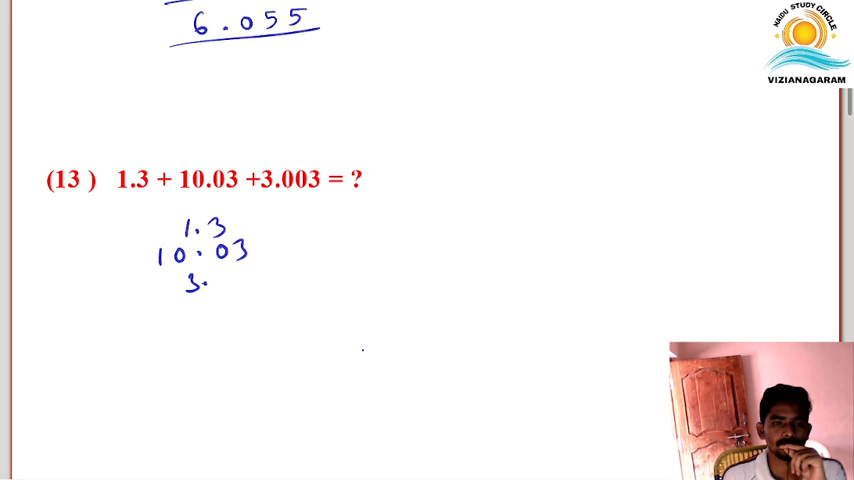 6.055
NAIDU STUDY CIRCLE
VIZIANAGARAM
(13 ) 1.3 + 10.03 +3.003 = ?
1.3
10.03
3.